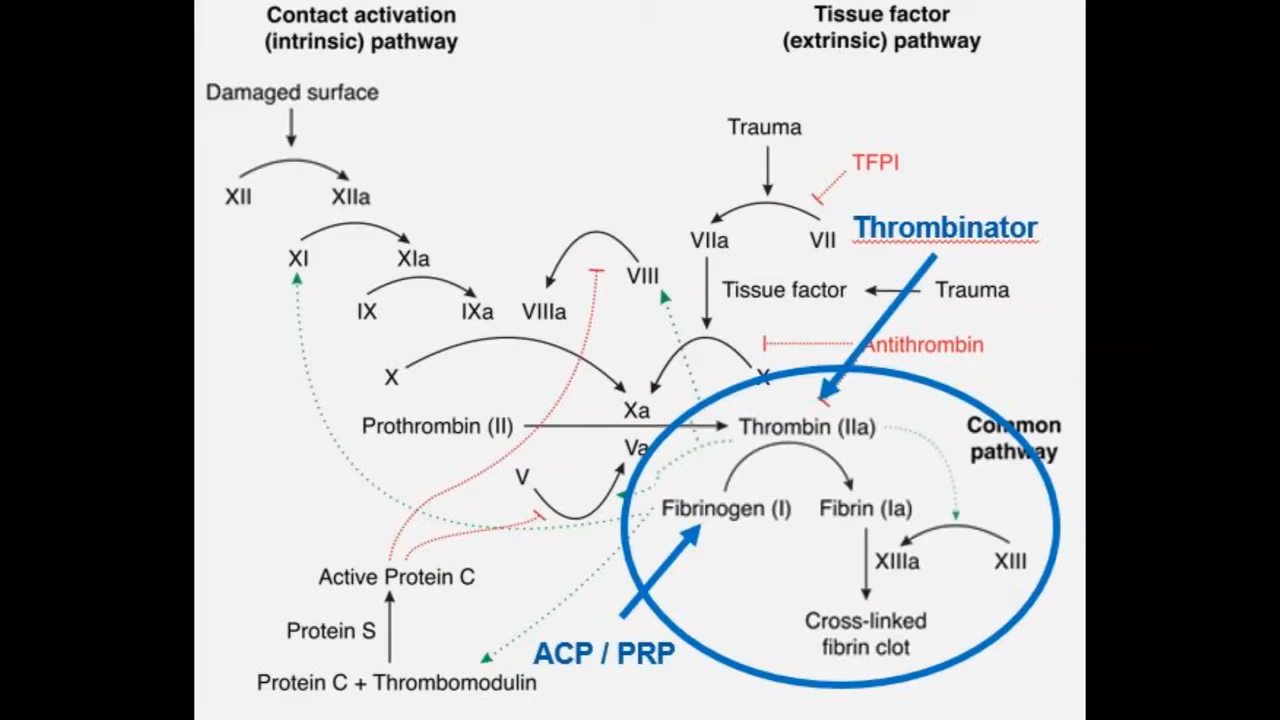 Contact activation
(intrinsic) pathway
Tissue factor
(extrinsic) pathway
Damaged surface
Trauma
TFPI
XII
XIIa
Thrombinator
VIIa
VII
XI
XIa
VIII
Tissue factor
Trauma
IX
IXa
VIIIa
Antithrombin
X
X
Xa
Prothrombin (II)
Thrombin (IIa)
Common
pathway
Va
V
Fibrinogen (I)
Fibrin (Ia)
XIIIa
XIII
Active Protein C
Cross-linked
fibrin clot
Protein S
ACP / PRP
Protein C + Thrombomodulin